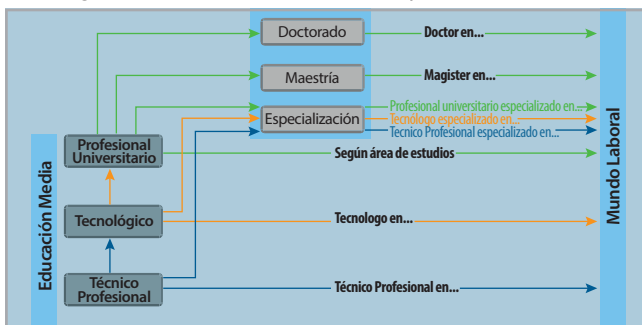 Doctorado
Doctor en...
Maestría
Magister en...
Especialización
Profesional universitario especializado en...
Tecnólogo especializado en...
Técnico Profesional especializado en...
Profesional
Universitario
Según área de estudios
Tecnológico
Tecnologo en...
Técnico
Profesional
Técnico Profesional en...
Educación Media
Mundo Laboral